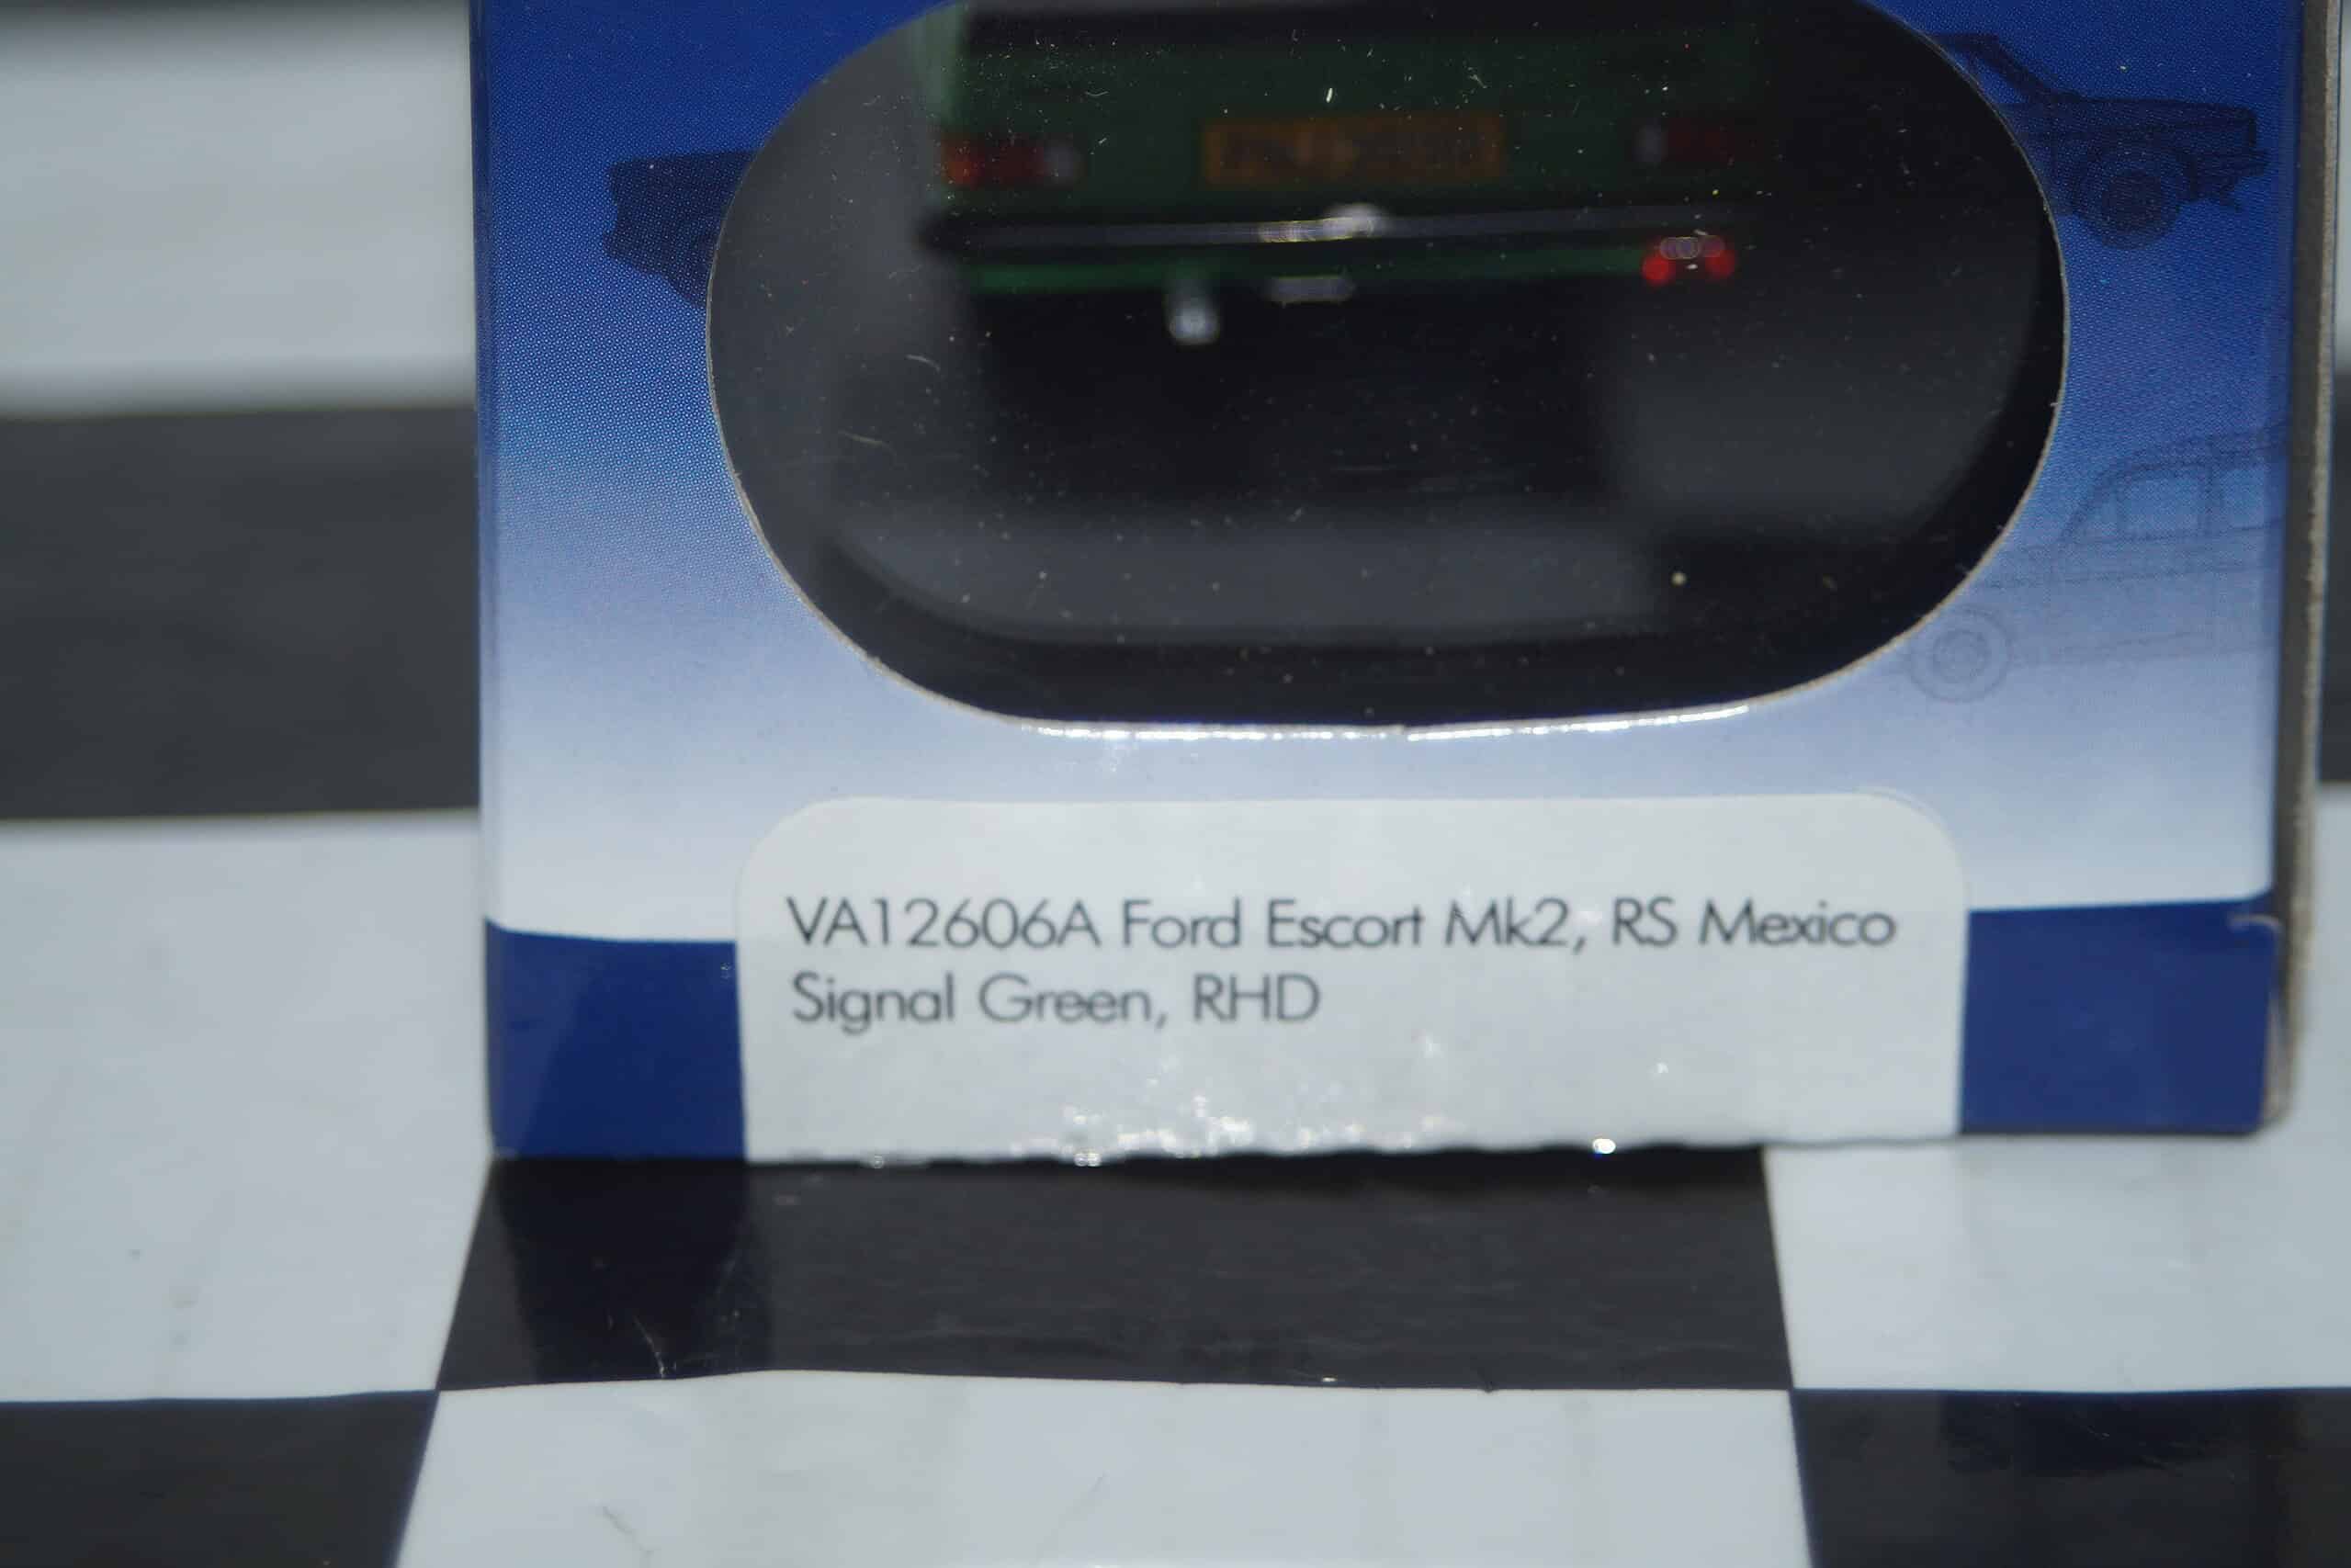 VA12606A Ford Escort Mk2, RS Mexico
Signal Green, RHD